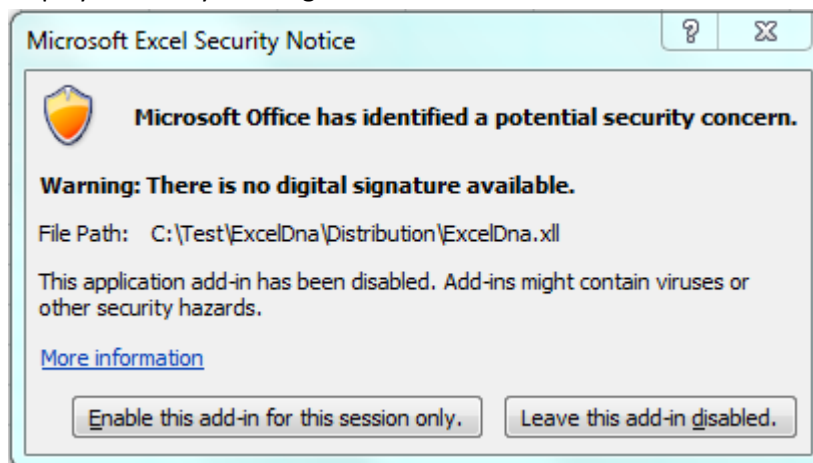 Microsoft Excel Security Notice
Microsoft Office has identified a potential security concern.
Warning: There is no digital signature available.
File Path: C:\Test\ExcelDna\Distribution\ExcelDna.xll
This application add-in has been disabled. Add-ins might contain viruses or
other security hazards.
More information
Enable this add-in for this session only. Leave this add-in disabled.